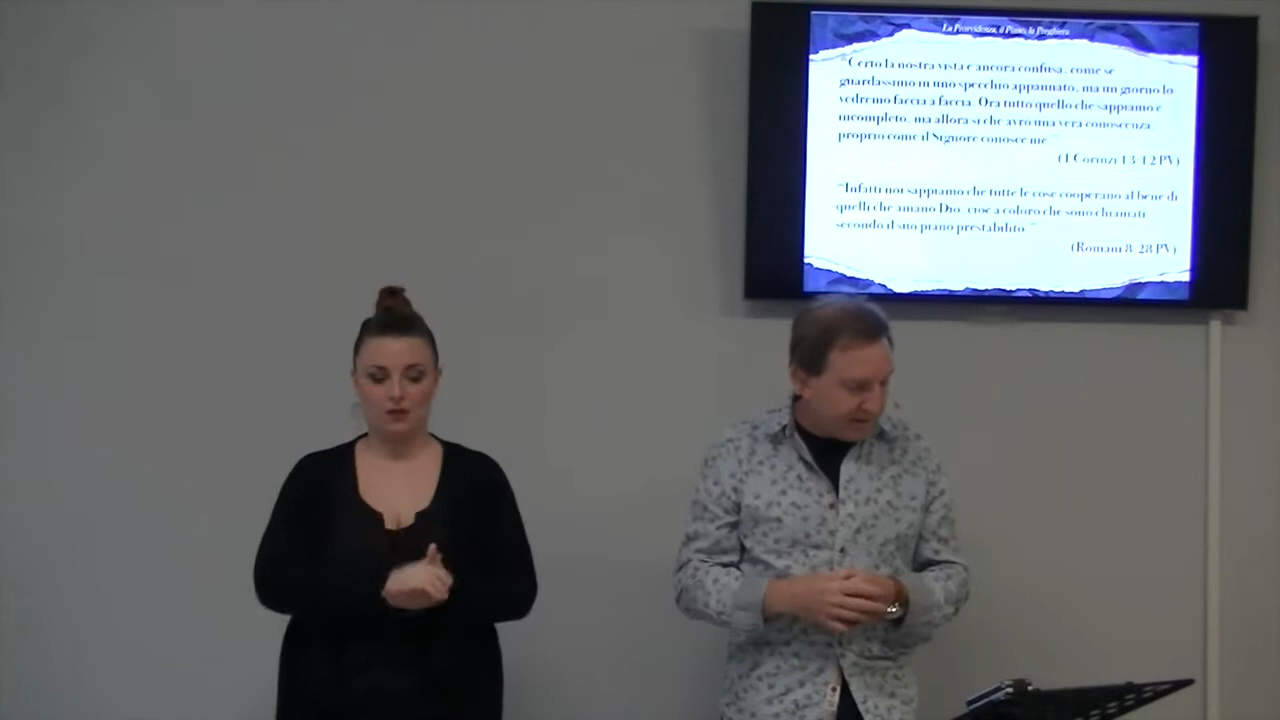 La Provvidenza, il Piano, la Preghiera
"Certo la nostra vista è ancora confusa, come se
guardassimo in uno specchio appannato, ma un giorno lo
vedremo faccia a faccia. Ora tutto quello che sappiamo è
incompleto, ma allora sì che avrò una vera conoscenza,
proprio come il Signore conosce me."
(1 Corinzi 13:12 PV)
"Infatti noi sappiamo che tutte le cose cooperano al bene di
quelli che amano Dio, cioè a coloro che sono chiamati
secondo il suo piano prestabilito."
(Romani 8:28 PV)